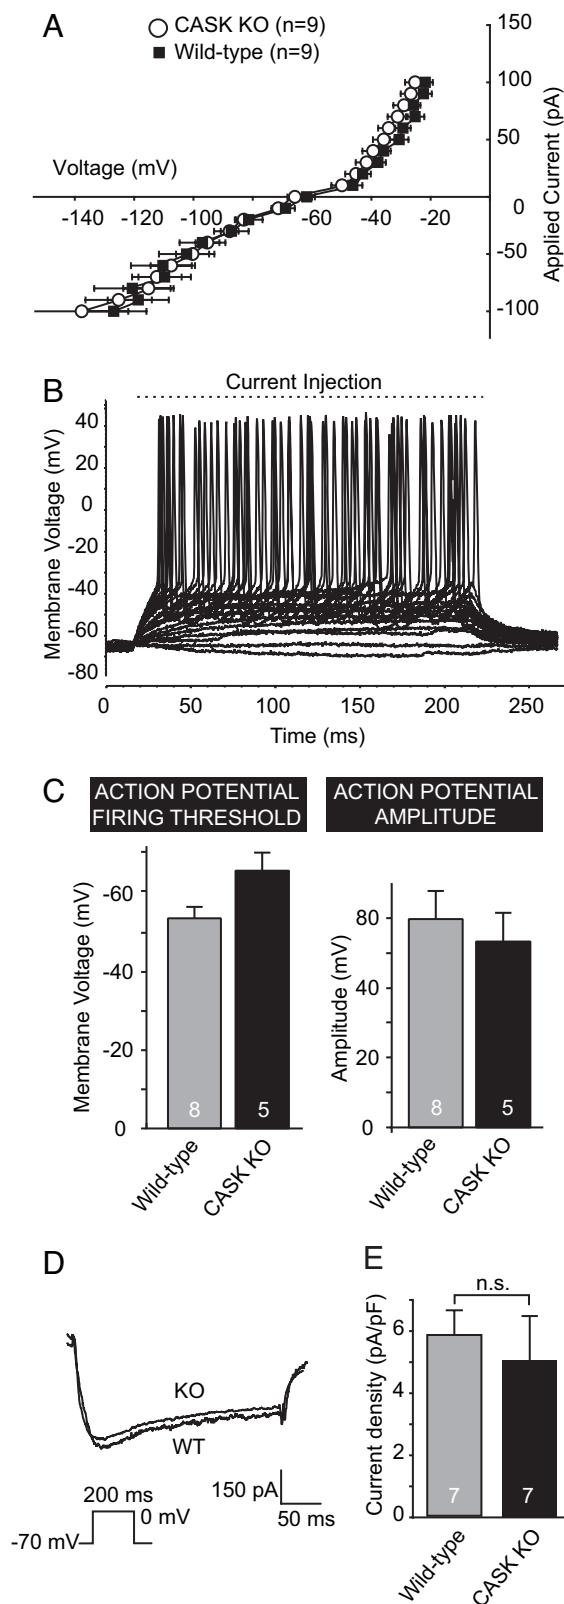 A
CASK KO (n=9)
Wild-type (n=9)
150
100
50
0
-50
-100
Applied Current (pA)
Voltage (mV)
-140 -120 -100 -80 -60 -40 -20
B
Current Injection
40
20
0
-20
-40
-60
-80
Membrane Voltage (mV)
0 50 100 150 200 250
Time (ms)
C
ACTION POTENTIAL
FIRING THRESHOLD
-60
-40
-20
0
Membrane Voltage (mV)
8 5
Wild-type CASK KO
ACTION POTENTIAL
AMPLITUDE
80
40
20
0
Amplitude (mV)
8 5
Wild-type CASK KO
D
KO
WT
150 pA
50 ms
200 ms
0 mV
-70 mV
E
n.s.
6
4
2
0
Current density (pA/pF)
7 7
Wild-type CASK KO